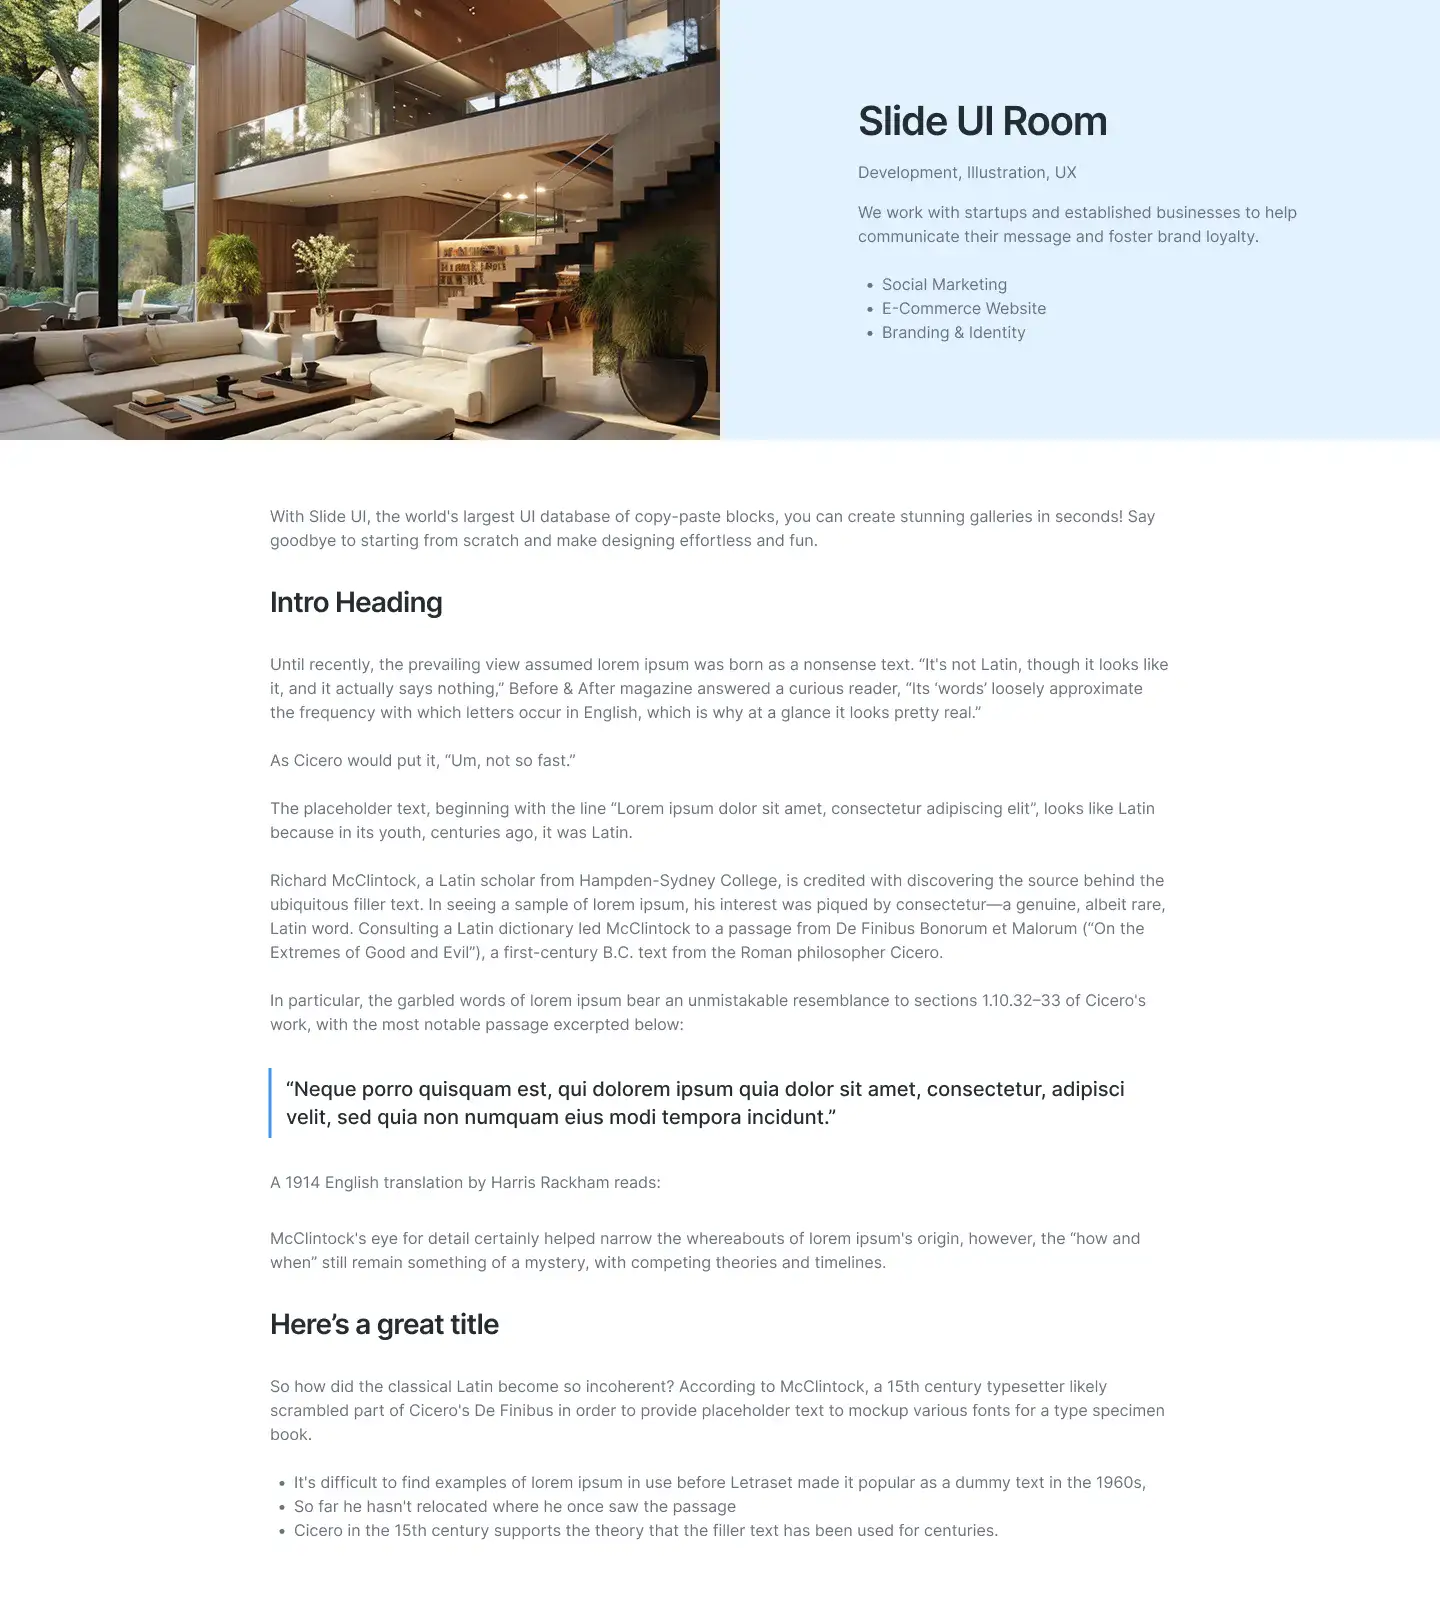 Slide UI Room
Development, Illustration, UX
We work with startups and established businesses to help
communicate their message and foster brand loyalty.
• Social Marketing
• E-Commerce Website
• Branding & Identity
With Slide UI, the world's largest UI database of copy-paste blocks, you can create stunning galleries in seconds! Say
goodbye to starting from scratch and make designing effortless and fun.
Intro Heading
Until recently, the prevailing view assumed lorem ipsum was born as a nonsense text. “It's not Latin, though it looks like
it, and it actually says nothing,” Before & After magazine answered a curious reader, “Its ‘words’ loosely approximate
the frequency with which letters occur in English, which is why at a glance it looks pretty real.”
As Cicero would put it, “Um, not so fast.”
The placeholder text, beginning with the line “Lorem ipsum dolor sit amet, consectetur adipiscing elit”, looks like Latin
because in its youth, centuries ago, it was Latin.
Richard McClintock, a Latin scholar from Hampden-Sydney College, is credited with discovering the source behind the
ubiquitous filler text. In seeing a sample of lorem ipsum, his interest was piqued by consectetur—a genuine, albeit rare,
Latin word. Consulting a Latin dictionary led McClintock to a passage from De Finibus Bonorum et Malorum (“On the
Extremes of Good and Evil”), a first-century B.C. text from the Roman philosopher Cicero.
In particular, the garbled words of lorem ipsum bear an unmistakable resemblance to sections 1.10.32–33 of Cicero's
work, with the most notable passage excerpted below:
“Neque porro quisquam est, qui dolorem ipsum quia dolor sit amet, consectetur, adipisci
velit, sed quia non numquam eius modi tempora incidunt.”
A 1914 English translation by Harris Rackham reads:
McClintock's eye for detail certainly helped narrow the whereabouts of lorem ipsum's origin, however, the “how and
when” still remain something of a mystery, with competing theories and timelines.
Here’s a great title
So how did the classical Latin become so incoherent? According to McClintock, a 15th century typesetter likely
scrambled part of Cicero's De Finibus in order to provide placeholder text to mockup various fonts for a type specimen
book.
• It's difficult to find examples of lorem ipsum in use before Letraset made it popular as a dummy text in the 1960s,
• So far he hasn't relocated where he once saw the passage
• Cicero in the 15th century supports the theory that the filler text has been used for centuries.